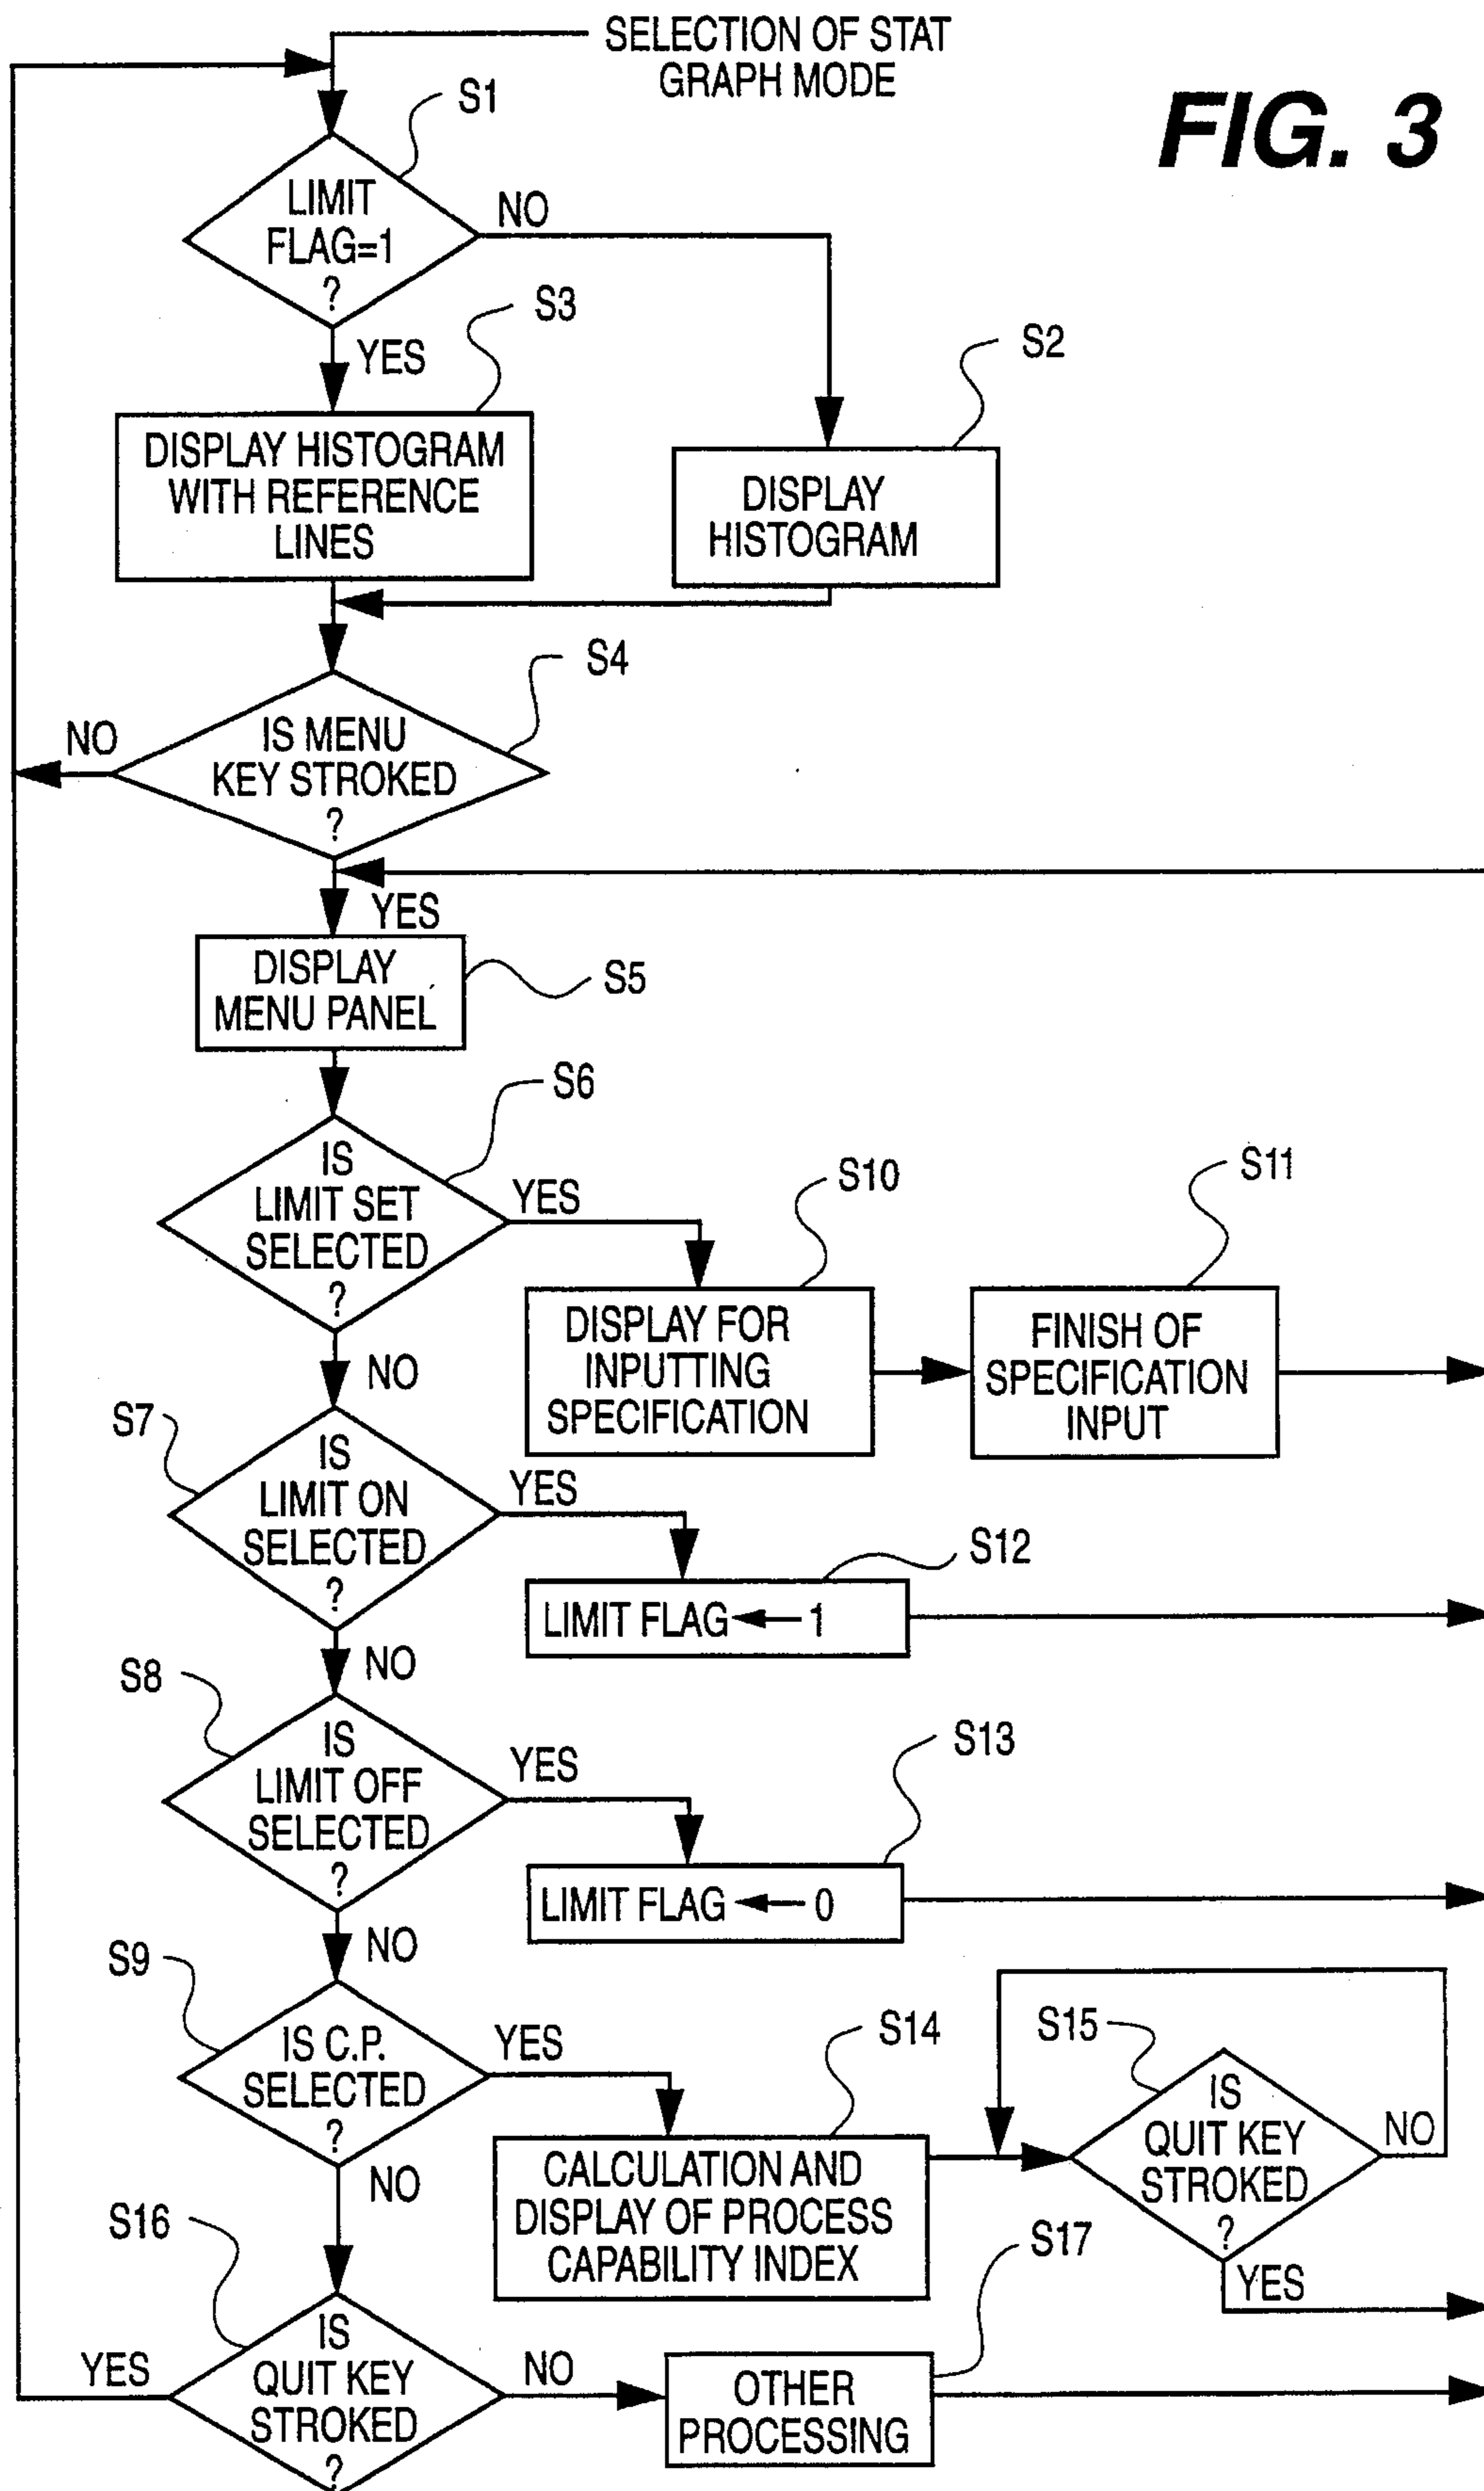 SELECTION OF STAT
GRAPH MODE
FIG. 3
S1
LIMIT
FLAG=1
?
NO
YES
S3
S2
DISPLAY HISTOGRAM
WITH REFERENCE
LINES
DISPLAY
HISTOGRAM
S4
IS MENU
KEY STROKED
?
NO
YES
DISPLAY
MENU PANEL
S5
S6
IS
LIMIT SET
SELECTED
?
YES
S10
S11
DISPLAY FOR
INPUTTING
SPECIFICATION
FINISH OF
SPECIFICATION
INPUT
NO
S7
IS
LIMIT ON
SELECTED
?
YES
S12
LIMIT FLAG ← 1
NO
S8
IS
LIMIT OFF
SELECTED
?
YES
S13
LIMIT FLAG ← 0
NO
S9
IS C.P.
SELECTED
?
YES
S14
S15
IS
QUIT KEY
STROKED
?
NO
CALCULATION AND
DISPLAY OF PROCESS
CAPABILITY INDEX
YES
NO
S16
S17
IS
QUIT KEY
STROKED
?
YES
NO
OTHER
PROCESSING